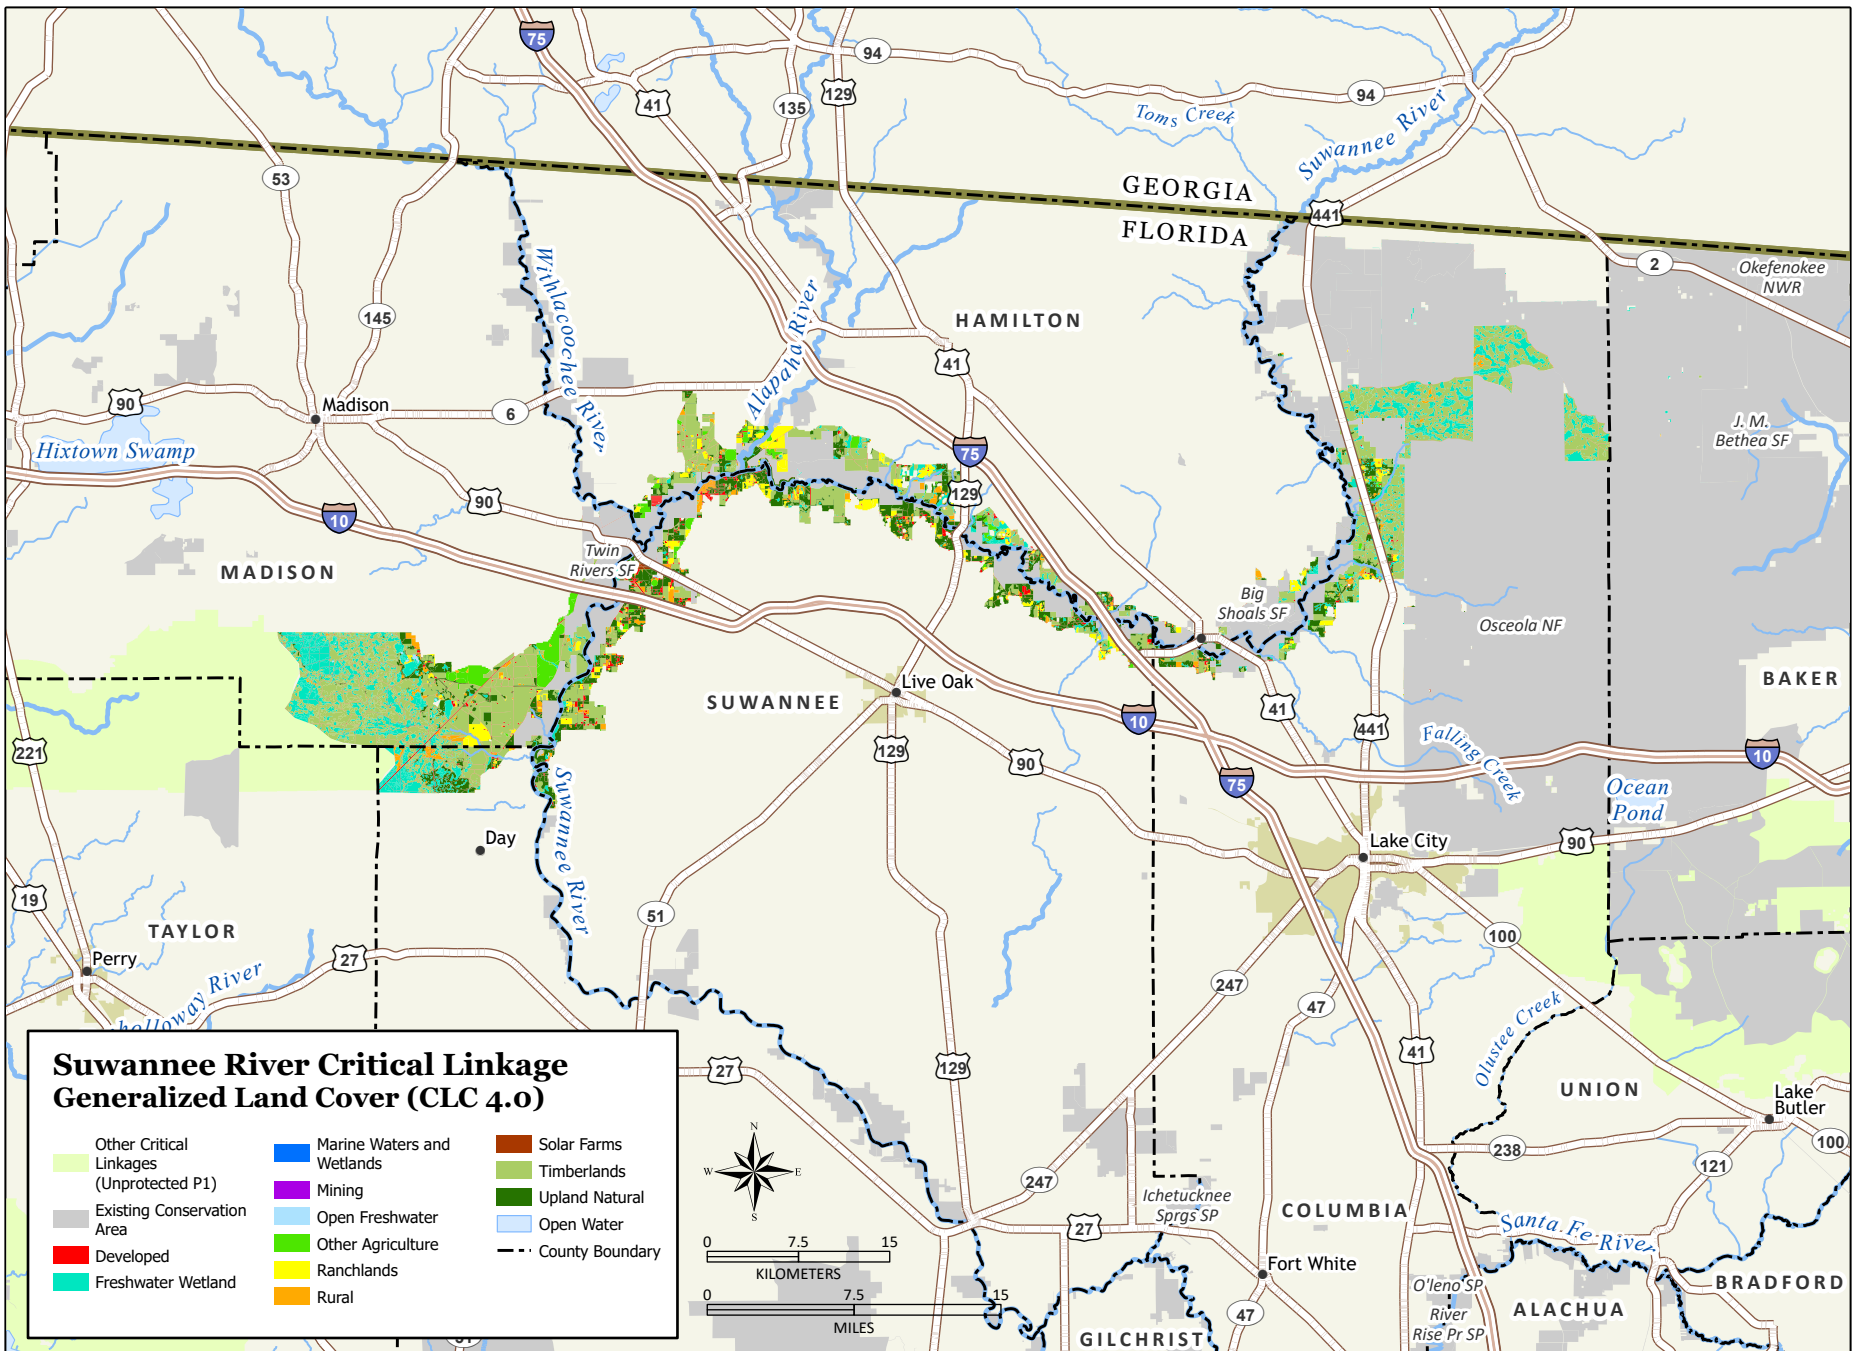 75
94
41
135
129
94
Toms Creek
Suwannee River
53
GEORGIA
441
FLORIDA
2
Okefenokee
NWR
Withlacoochee River
145
Alapaha River
HAMILTON
41
90
Madison
6
J. M.
Bethea SF
Hixtown Swamp
75
90
129
10
Twin
Rivers SF
MADISON
Big
Shoals SF
Osceola NF
BAKER
Live Oak
SUWANNEE
41
10
441
Falling Creek
221
129
90
75
10
Ocean
Pond
Suwannee River
Day
Lake City
90
19
51
TAYLOR
100
Perry
27
247
47
holloway River
Olustee Creek
41
27
129
UNION
Lake
Butler
100
238
121
247
Ichetucknee
Sprgs SP
COLUMBIA
27
Santa Fe River
Fort White
O'leno SP
BRADFORD
River
Rise Pr SP
ALACHUA
47
GILCHRIST
Suwannee River Critical Linkage
Generalized Land Cover (CLC 4.0)
Other Critical
Linkages
(Unprotected P1)
Existing Conservation
Area
Developed
Freshwater Wetland
Marine Waters and
Wetlands
Mining
Open Freshwater
Other Agriculture
Ranchlands
Rural
Solar Farms
Timberlands
Upland Natural
Open Water
County Boundary
N
W E
S
0 7.5 15
KILOMETERS
0 7.5 15
MILES